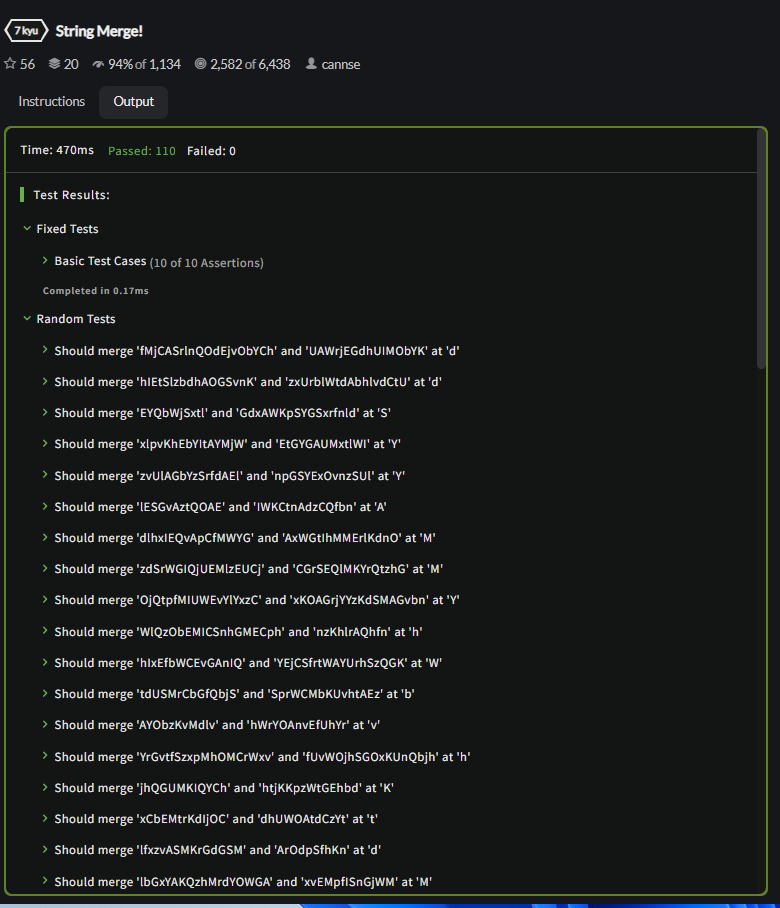 7 kyu String Merge!
56 20 94% of 1,134 2,582 of 6,438 cannse
Instructions Output
Time: 470ms Passed: 110 Failed: 0
Test Results:
Fixed Tests
Basic Test Cases (10 of 10 Assertions)
Completed in 0.17ms
Random Tests
Should merge 'fMjCASrlnQOdEjvObYCh' and 'UAWrjEGdhUIMObYK' at 'd'
Should merge 'hIEtSlzbdhAOGSvnK' and 'zxUrblWtdAbhlvdCtU' at 'd'
Should merge 'EYQbWjSxtl' and 'GdxAWKpSYGSxrfnld' at 'S'
Should merge 'xlpvKhEbYItAYMjW' and 'EtGYGAUMxtlWI' at 'Y'
Should merge 'zvUlAGbYzSrfdAEl' and 'npGSYExOvnzSUl' at 'Y'
Should merge 'lESGvAztQOAE' and 'IWKCtnAdzCQfbn' at 'A'
Should merge 'dlhxIEQvApCfMWYG' and 'AxWGtIhMMErlKdnO' at 'M'
Should merge 'zdSrWGIQjUEMlzEUCj' and 'CGrSEQlMKYrQtzhG' at 'M'
Should merge 'OjQtpfMIUWEvYlYxzC' and 'xKOAGrjYYzKdSMAGvbn' at 'Y'
Should merge 'WlQzObEMICSnhGMECph' and 'nzKhlrAQhfn' at 'h'
Should merge 'hIxEfbWCEvGAnIQ' and 'YEjCSfrtWAYUrhSzQGK' at 'W'
Should merge 'tdUSMrCbGfQbjS' and 'SprWCMbKUvhtAEz' at 'b'
Should merge 'AYObzKvMdlv' and 'hWrYOAnvEfUhYr' at 'v'
Should merge 'YrGvtfSzxpMhOMCrWxv' and 'fUvWOjhSGOxKUnQbjh' at 'h'
Should merge 'jhQGUMKIQYCh' and 'htjKKpzWtGEhbd' at 'K'
Should merge 'xCbEMtrKdIjOC' and 'dhUWOAtdCzYt' at 't'
Should merge 'lfxzvASMKrGdGSM' and 'ArOdpSfhKn' at 'd'
Should merge 'lbGxYAKQzhMrdYOWGA' and 'xvEMpfISnGjWM' at 'M'